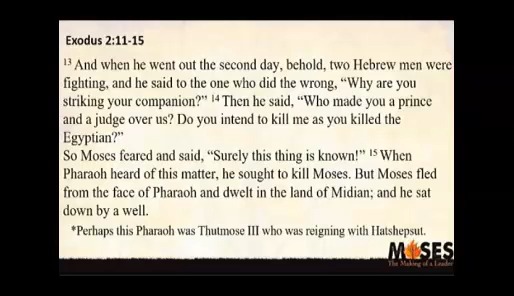 Exodus 2:11-15
13 And when he went out the second day, behold, two Hebrew men were
fighting, and he said to the one who did the wrong, “Why are you
striking your companion?” 14 Then he said, “Who made you a prince
and a judge over us? Do you intend to kill me as you killed the
Egyptian?”
So Moses feared and said, “Surely this thing is known!” 15 When
Pharaoh heard of this matter, he sought to kill Moses. But Moses fled
from the face of Pharaoh and dwelt in the land of Midian; and he sat
down by a well.
*Perhaps this Pharaoh was Thutmose III who was reigning with Hatshepsut.
MOSES
The Making of a Leader